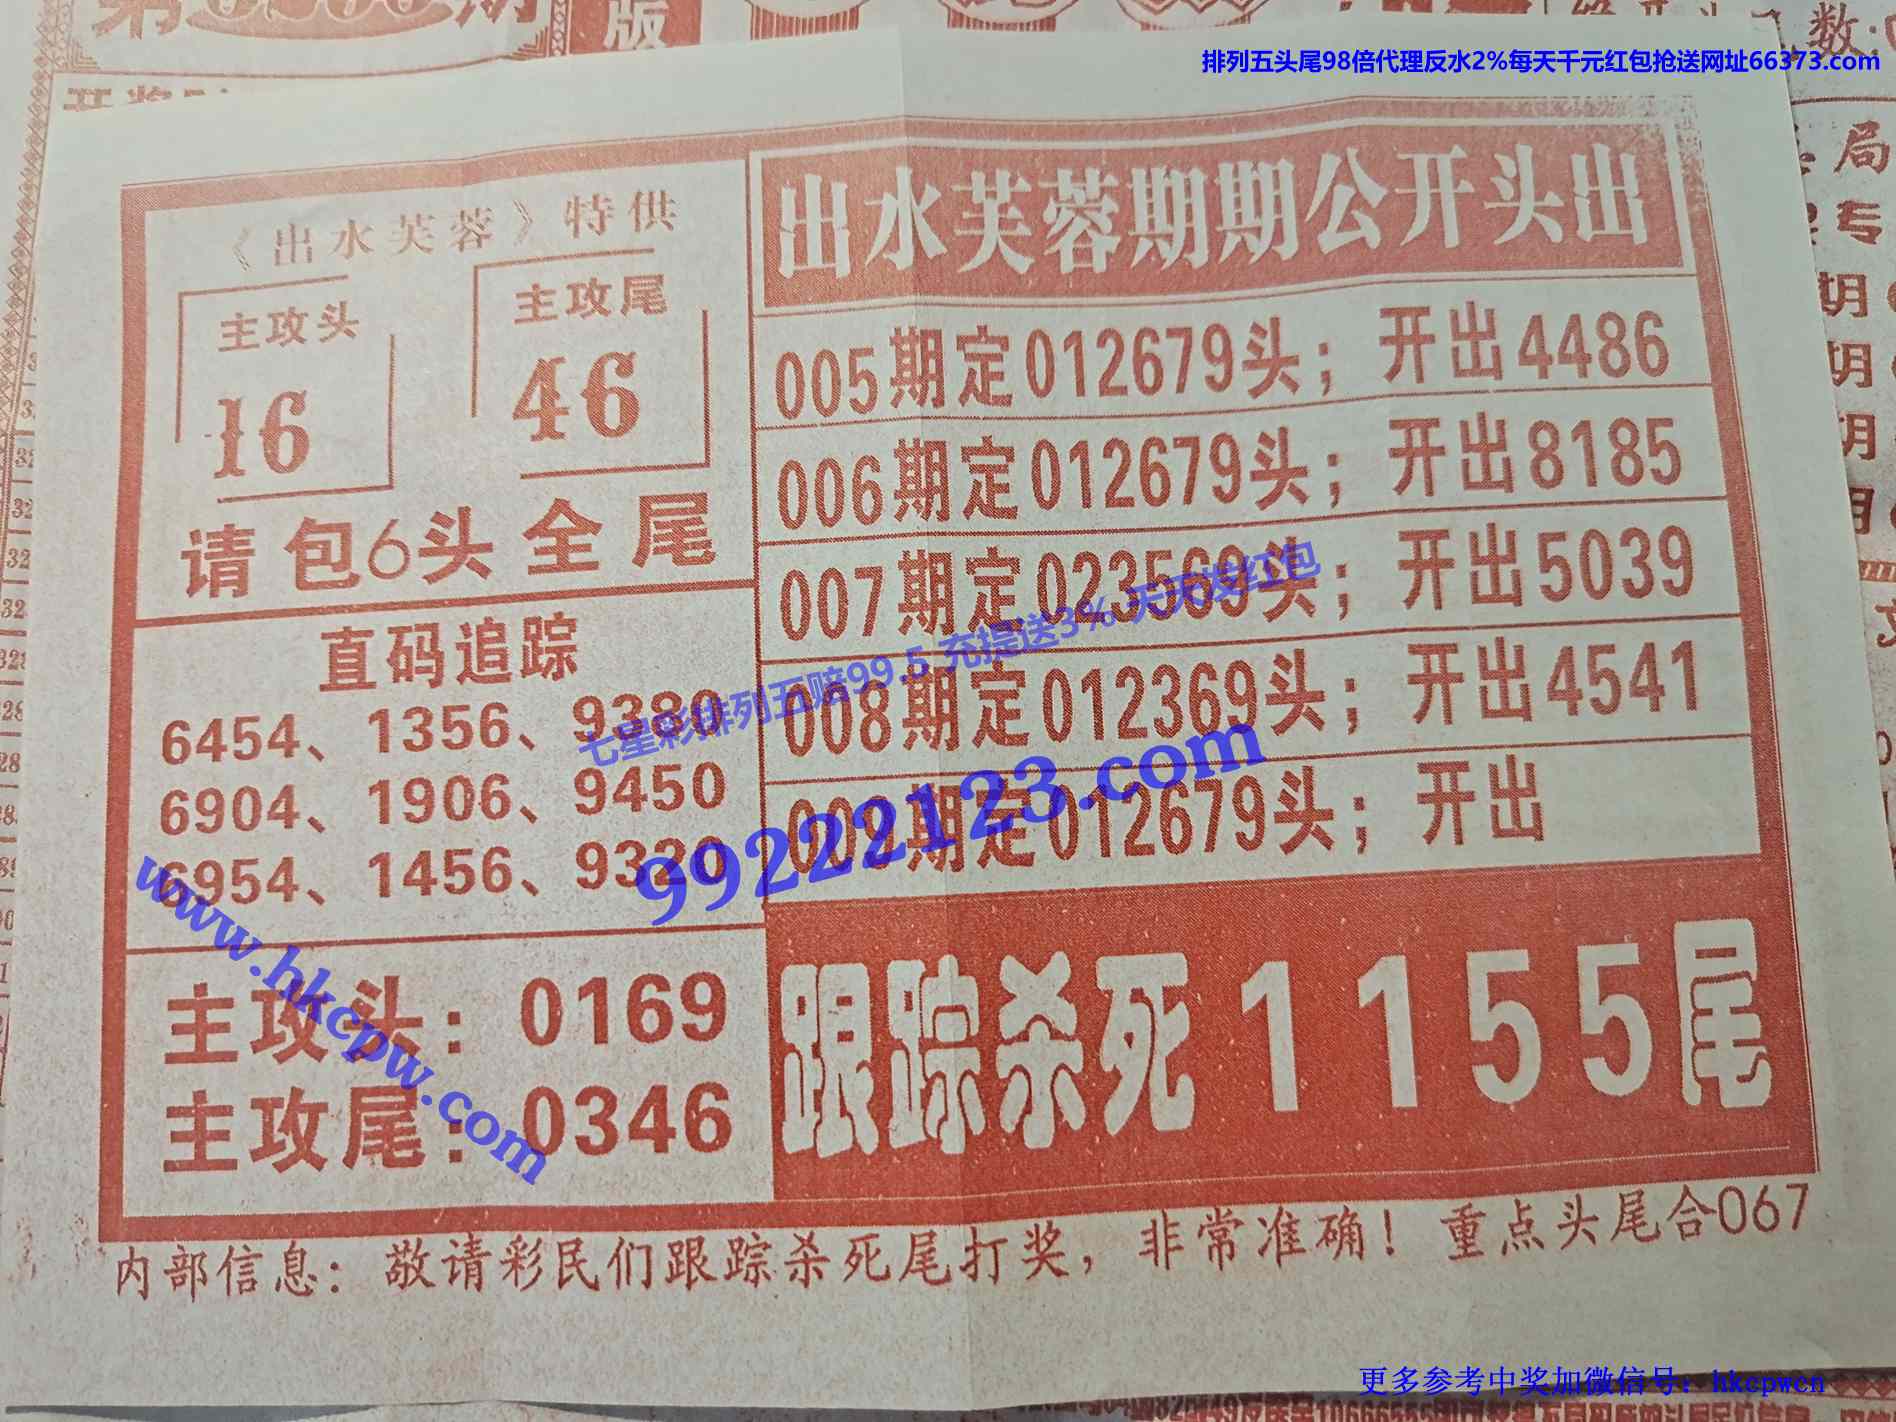 排列五头尾98倍代理反水2%每天千元红包抢送网址66373.com
版
《出水芙蓉》特供
主攻头
16
主攻尾
46
请包6头全尾
直码追踪
6454、1356、9380
6904、1906、9450
6954、1456、9320
主攻头：0169
主攻尾：0346
出水芙蓉期期公开头出
005期定012679头；开出4486
006期定012679头；开出8185
007期定023569头；开出5039
008期定012369头；开出4541
009期定012679头；开出
跟踪杀死1155尾
内部信息：敬请彩民们跟踪杀死尾打奖，非常准确！重点头尾合067
七星彩排列五赔99.5 充提送3% 天天发红包
99222123.com
www.hkcpw.com
更多参考中奖加微信号：hkcpwcn